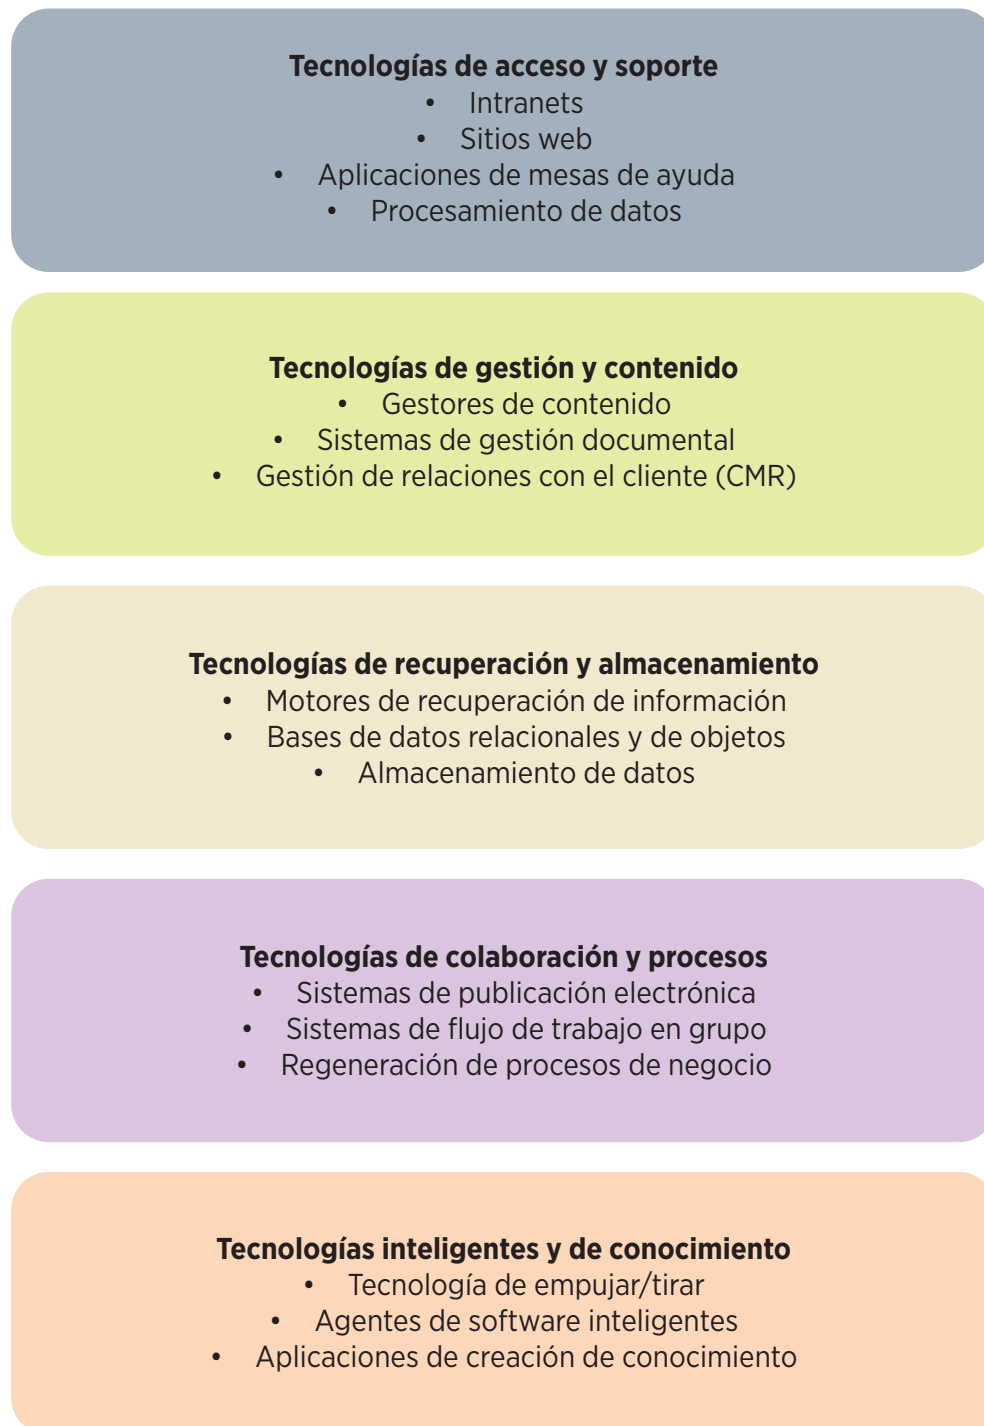 Tecnologías de acceso y soporte
• Intranets
• Sitios web
• Aplicaciones de mesas de ayuda
• Procesamiento de datos
Tecnologías de gestión y contenido
• Gestores de contenido
• Sistemas de gestión documental
• Gestión de relaciones con el cliente (CMR)
Tecnologías de recuperación y almacenamiento
• Motores de recuperación de información
• Bases de datos relacionales y de objetos
• Almacenamiento de datos
Tecnologías de colaboración y procesos
• Sistemas de publicación electrónica
• Sistemas de flujo de trabajo en grupo
• Regeneración de procesos de negocio
Tecnologías inteligentes y de conocimiento
• Tecnología de empujar/tirar
• Agentes de software inteligentes
• Aplicaciones de creación de conocimiento